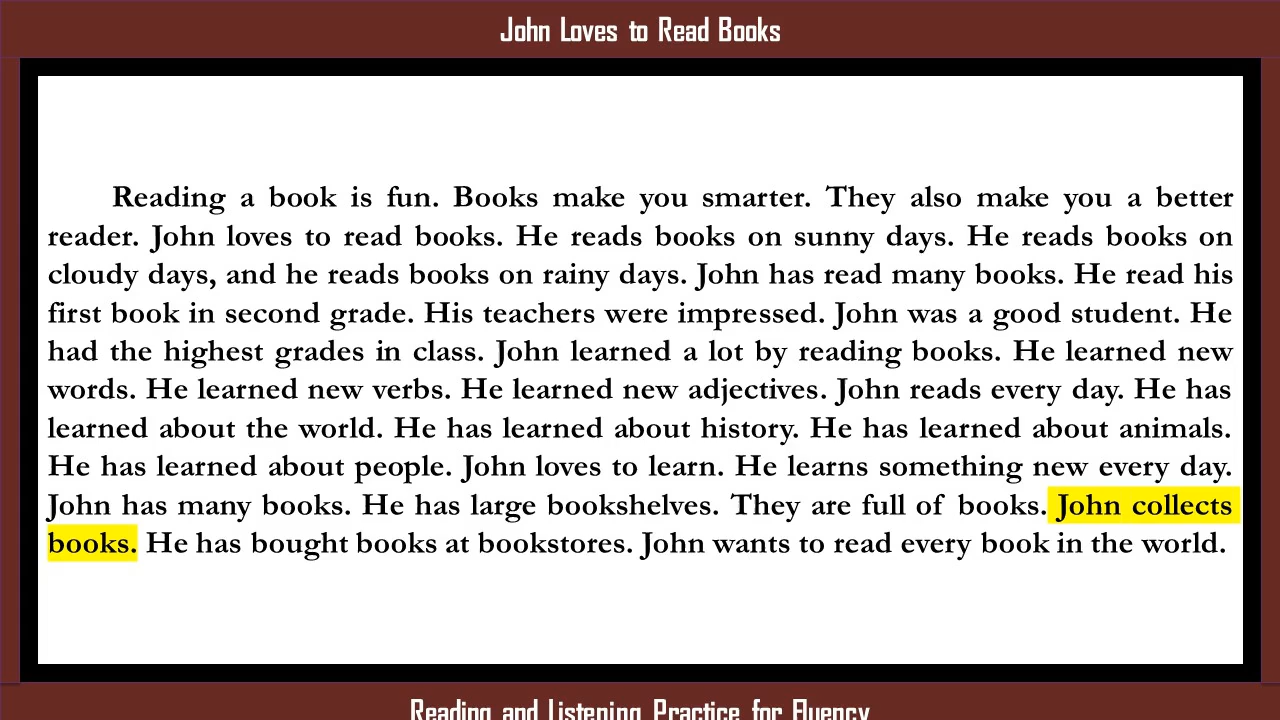 John Loves to Read Books
Reading a book is fun. Books make you smarter. They also make you a better
reader. John loves to read books. He reads books on sunny days. He reads books on
cloudy days, and he reads books on rainy days. John has read many books. He read his
first book in second grade. His teachers were impressed. John was a good student. He
had the highest grades in class. John learned a lot by reading books. He learned new
words. He learned new verbs. He learned new adjectives. John reads every day. He has
learned about the world. He has learned about history. He has learned about animals.
He has learned about people. John loves to learn. He learns something new every day.
John has many books. He has large bookshelves. They are full of books. John collects
books. He has bought books at bookstores. John wants to read every book in the world.
Reading and Listening Practice for Fluency